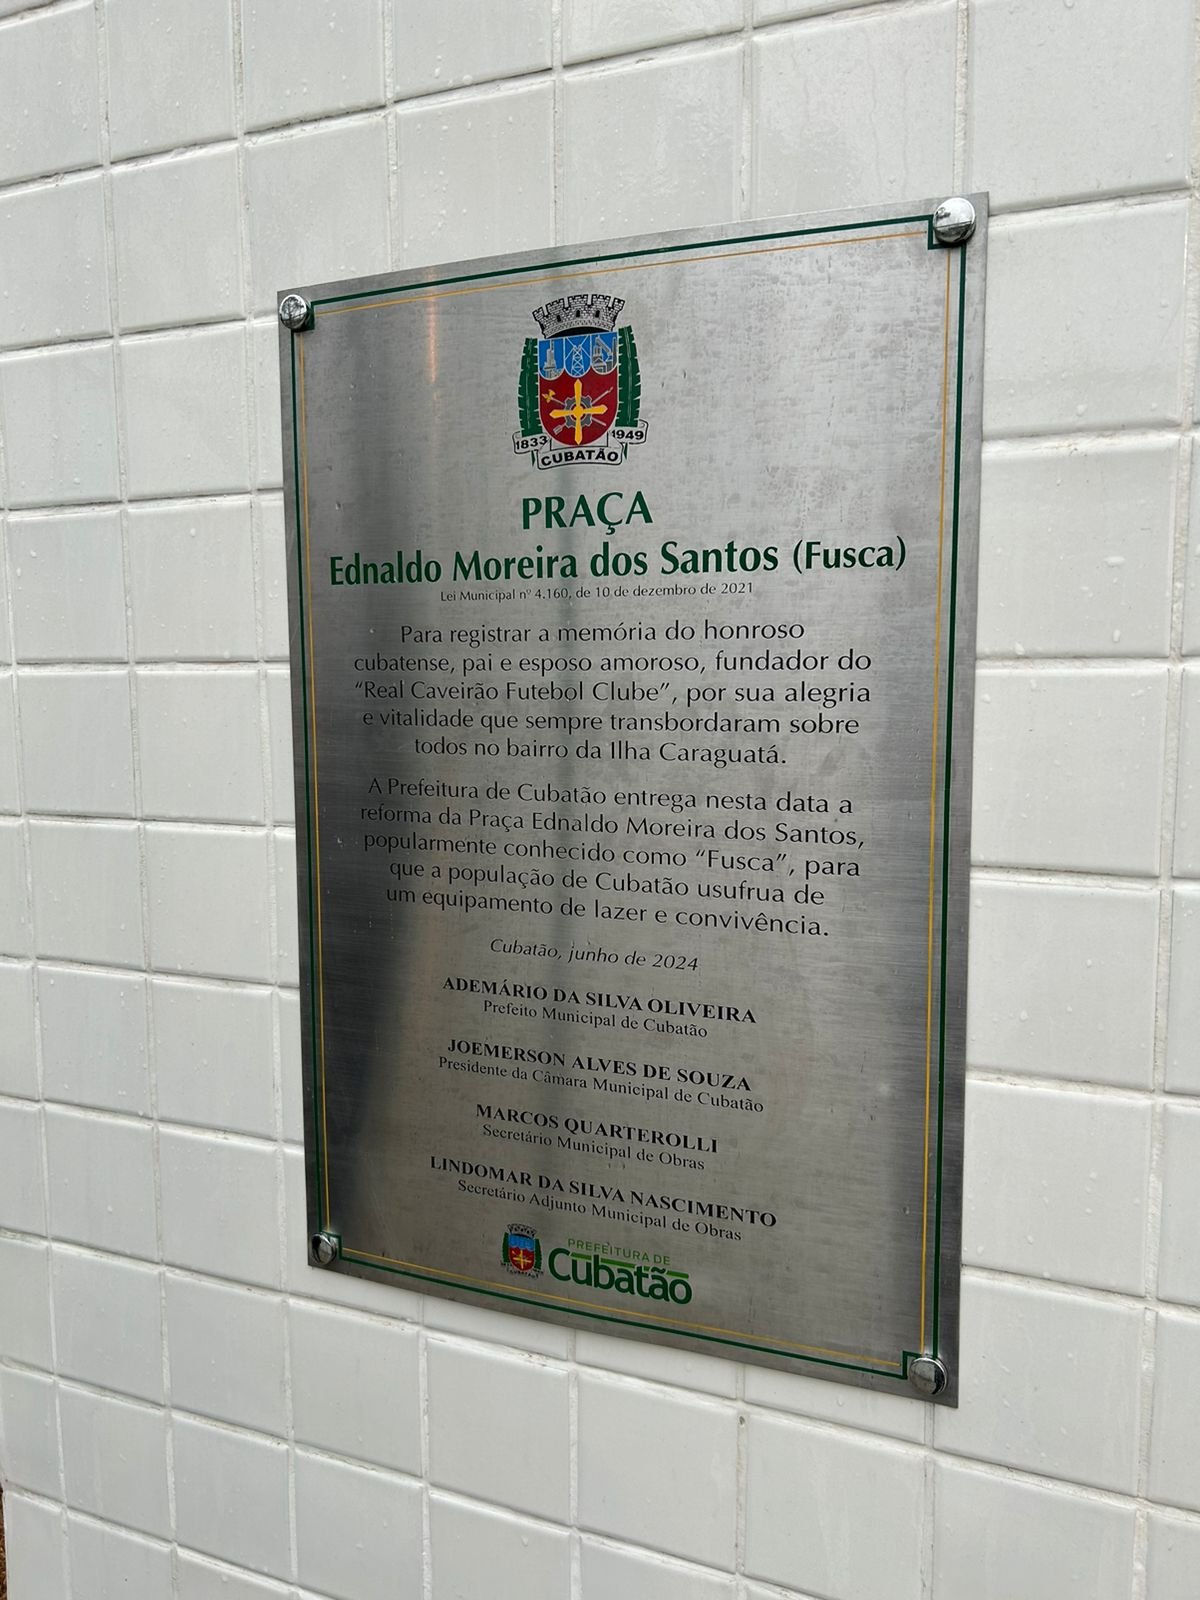 1833 1949
CUBATÃO
PRAÇA
Ednaldo Moreira dos Santos (Fusca)
Lei Municipal nº 4.160, de 10 de dezembro de 2021
Para registrar a memória do honroso
cubatense, pai e esposo amoroso, fundador do
“Real Caveirão Futebol Clube”, por sua alegria
e vitalidade que sempre transbordaram sobre
todos no bairro da Ilha Caraguatá.
A Prefeitura de Cubatão entrega nesta data a
reforma da Praça Ednaldo Moreira dos Santos,
popularmente conhecido como “Fusca”, para
que a população de Cubatão usufrua de
um equipamento de lazer e convivência.
Cubatão, junho de 2024
ADEMÁRIO DA SILVA OLIVEIRA
Prefeito Municipal de Cubatão
JOEMERSON ALVES DE SOUZA
Presidente da Câmara Municipal de Cubatão
MARCOS QUARTEROLLI
Secretário Municipal de Obras
LINDOMAR DA SILVA NASCIMENTO
Secretário Adjunto Municipal de Obras
PREFEITURA DE
Cubatão